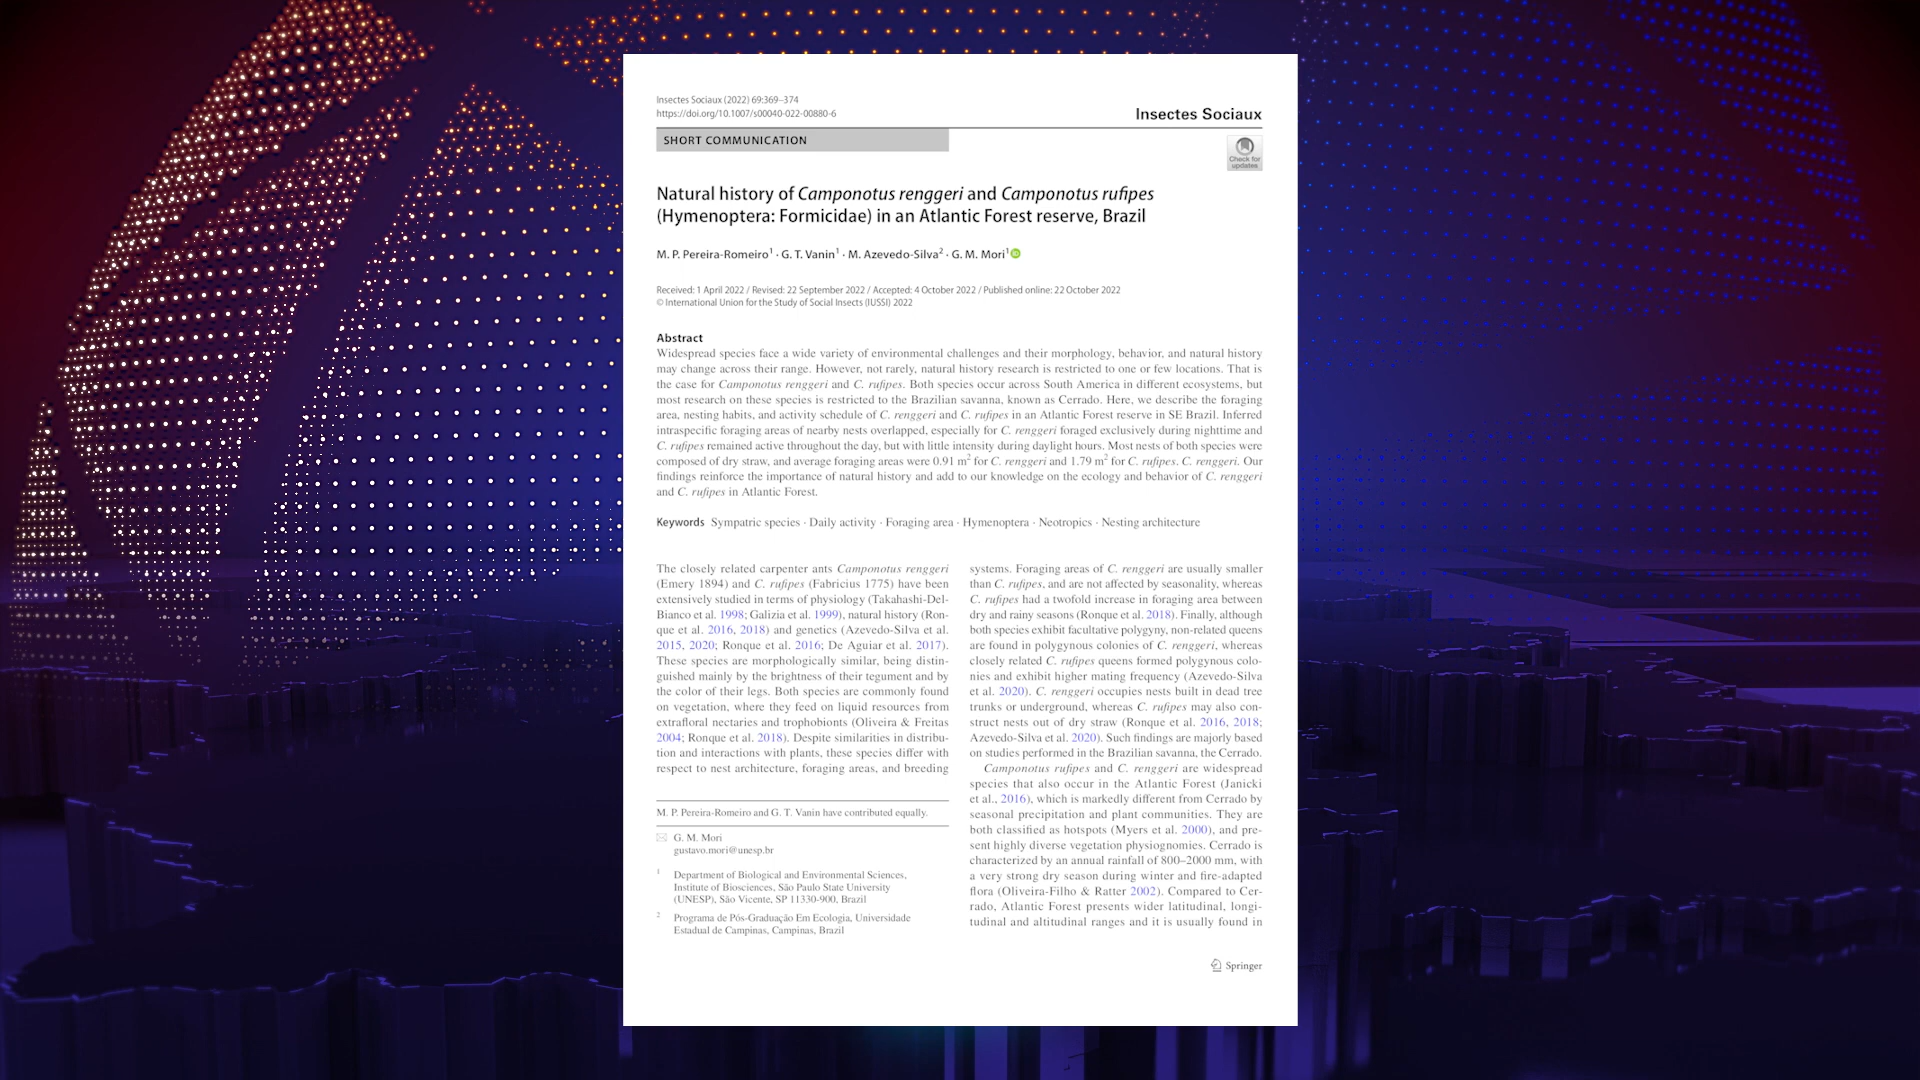 Insectes Sociaux (2022) 69:369–374
https://doi.org/10.1007/s00040-022-00880-6
Insectes Sociaux
SHORT COMMUNICATION
Check for
updates
Natural history of Camponotus renggeri and Camponotus rufipes
(Hymenoptera: Formicidae) in an Atlantic Forest reserve, Brazil
M. P. Pereira-Romeiro1 · G. T. Vanin1 · M. Azevedo-Silva2 · G. M. Mori1
Received: 1 April 2022 / Revised: 22 September 2022 / Accepted: 4 October 2022 / Published online: 22 October 2022
© International Union for the Study of Social Insects (IUSSI) 2022
Abstract
Widespread species face a wide variety of environmental challenges and their morphology, behavior, and natural history
may change across their range. However, not rarely, natural history research is restricted to one or few locations. That is
the case for Camponotus renggeri and C. rufipes. Both species occur across South America in different ecosystems, but
most research on these species is restricted to the Brazilian savanna, known as Cerrado. Here, we describe the foraging
area, nesting habits, and activity schedule of C. renggeri and C. rufipes in an Atlantic Forest reserve in SE Brazil. Inferred
intraspecific foraging areas of nearby nests overlapped, especially for C. renggeri foraged exclusively during nighttime and
C. rufipes remained active throughout the day, but with little intensity during daylight hours. Most nests of both species were
composed of dry straw, and average foraging areas were 0.91 m2 for C. renggeri and 1.79 m2 for C. rufipes. C. renggeri. Our
findings reinforce the importance of natural history and add to our knowledge on the ecology and behavior of C. renggeri
and C. rufipes in Atlantic Forest.
Keywords Sympatric species · Daily activity · Foraging area · Hymenoptera · Neotropics · Nesting architecture
The closely related carpenter ants Camponotus renggeri
(Emery 1894) and C. rufipes (Fabricius 1775) have been
extensively studied in terms of physiology (Takahashi-Del-
Bianco et al. 1998; Galizia et al. 1999), natural history (Ron-
que et al. 2016, 2018) and genetics (Azevedo-Silva et al.
2015, 2020; Ronque et al. 2016; De Aguiar et al. 2017).
These species are morphologically similar, being distin-
guished mainly by the brightness of their tegument and by
the color of their legs. Both species are commonly found
on vegetation, where they feed on liquid resources from
extrafloral nectaries and trophobionts (Oliveira & Freitas
2004; Ronque et al. 2018). Despite similarities in distribu-
tion and interactions with plants, these species differ with
respect to nest architecture, foraging areas, and breeding
M. P. Pereira-Romeiro and G. T. Vanin have contributed equally.
G. M. Mori
gustavo.mori@unesp.br
1 Department of Biological and Environmental Sciences,
Institute of Biosciences, São Paulo State University
(UNESP), São Vicente, SP 11330-900, Brazil
2 Programa de Pós-Graduação Em Ecologia, Universidade
Estadual de Campinas, Campinas, Brazil
systems. Foraging areas of C. renggeri are usually smaller
than C. rufipes, and are not affected by seasonality, whereas
C. rufipes had a twofold increase in foraging area between
dry and rainy seasons (Ronque et al. 2018). Finally, although
both species exhibit facultative polygyny, non-related queens
are found in polygynous colonies of C. renggeri, whereas
closely related C. rufipes queens formed polygynous colo-
nies and exhibit higher mating frequency (Azevedo-Silva
et al. 2020). C. renggeri occupies nests built in dead tree
trunks or underground, whereas C. rufipes may also con-
struct nests out of dry straw (Ronque et al. 2016, 2018;
Azevedo-Silva et al. 2020). Such findings are majorly based
on studies performed in the Brazilian savanna, the Cerrado.
Camponotus rufipes and C. renggeri are widespread
species that also occur in the Atlantic Forest (Janicki
et al., 2016), which is markedly different from Cerrado by
seasonal precipitation and plant communities. They are
both classified as hotspots (Myers et al. 2000), and pre-
sent highly diverse vegetation physiognomies. Cerrado is
characterized by an annual rainfall of 800–2000 mm, with
a very strong dry season during winter and fire-adapted
flora (Oliveira-Filho & Ratter 2002). Compared to Cer-
rado, Atlantic Forest presents wider latitudinal, longi-
tudinal and altitudinal ranges and it is usually found in
Springer